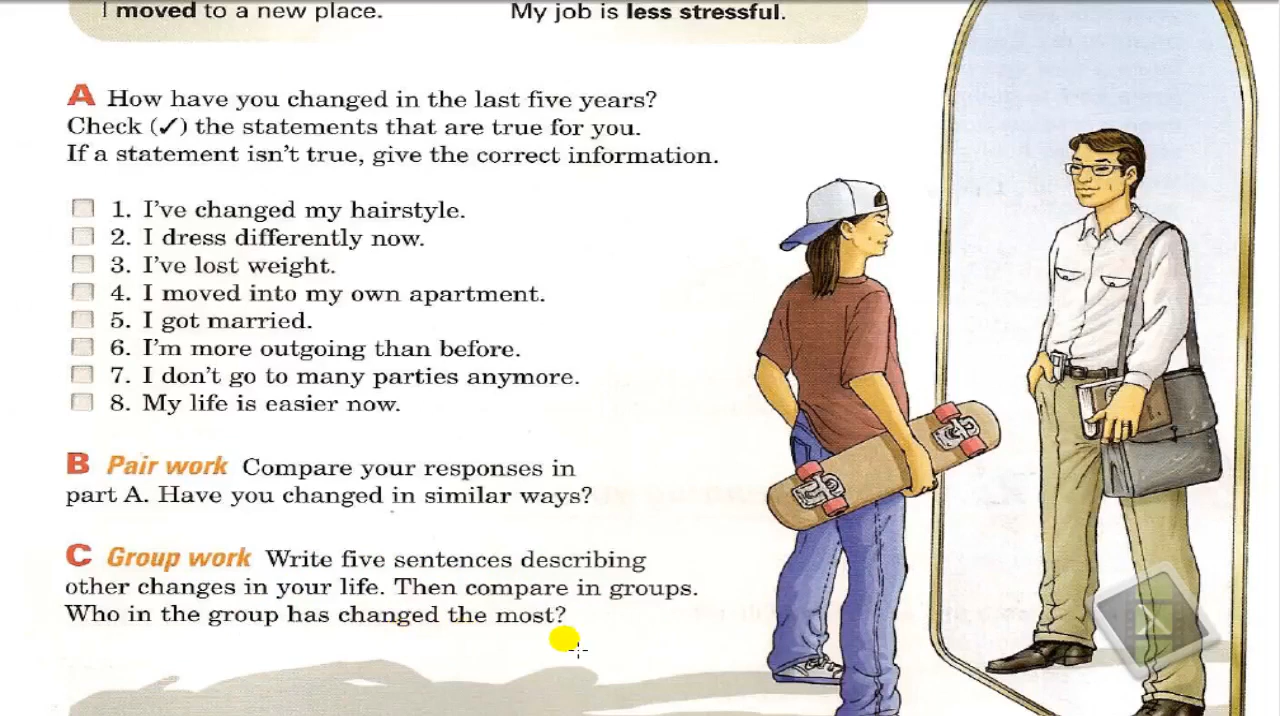 I moved to a new place. My job is less stressful.
A How have you changed in the last five years?
Check (✓) the statements that are true for you.
If a statement isn't true, give the correct information.
1. I've changed my hairstyle.
2. I dress differently now.
3. I've lost weight.
4. I moved into my own apartment.
5. I got married.
6. I'm more outgoing than before.
7. I don't go to many parties anymore.
8. My life is easier now.
B Pair work Compare your responses in
part A. Have you changed in similar ways?
C Group work Write five sentences describing
other changes in your life. Then compare in groups.
Who in the group has changed the most?